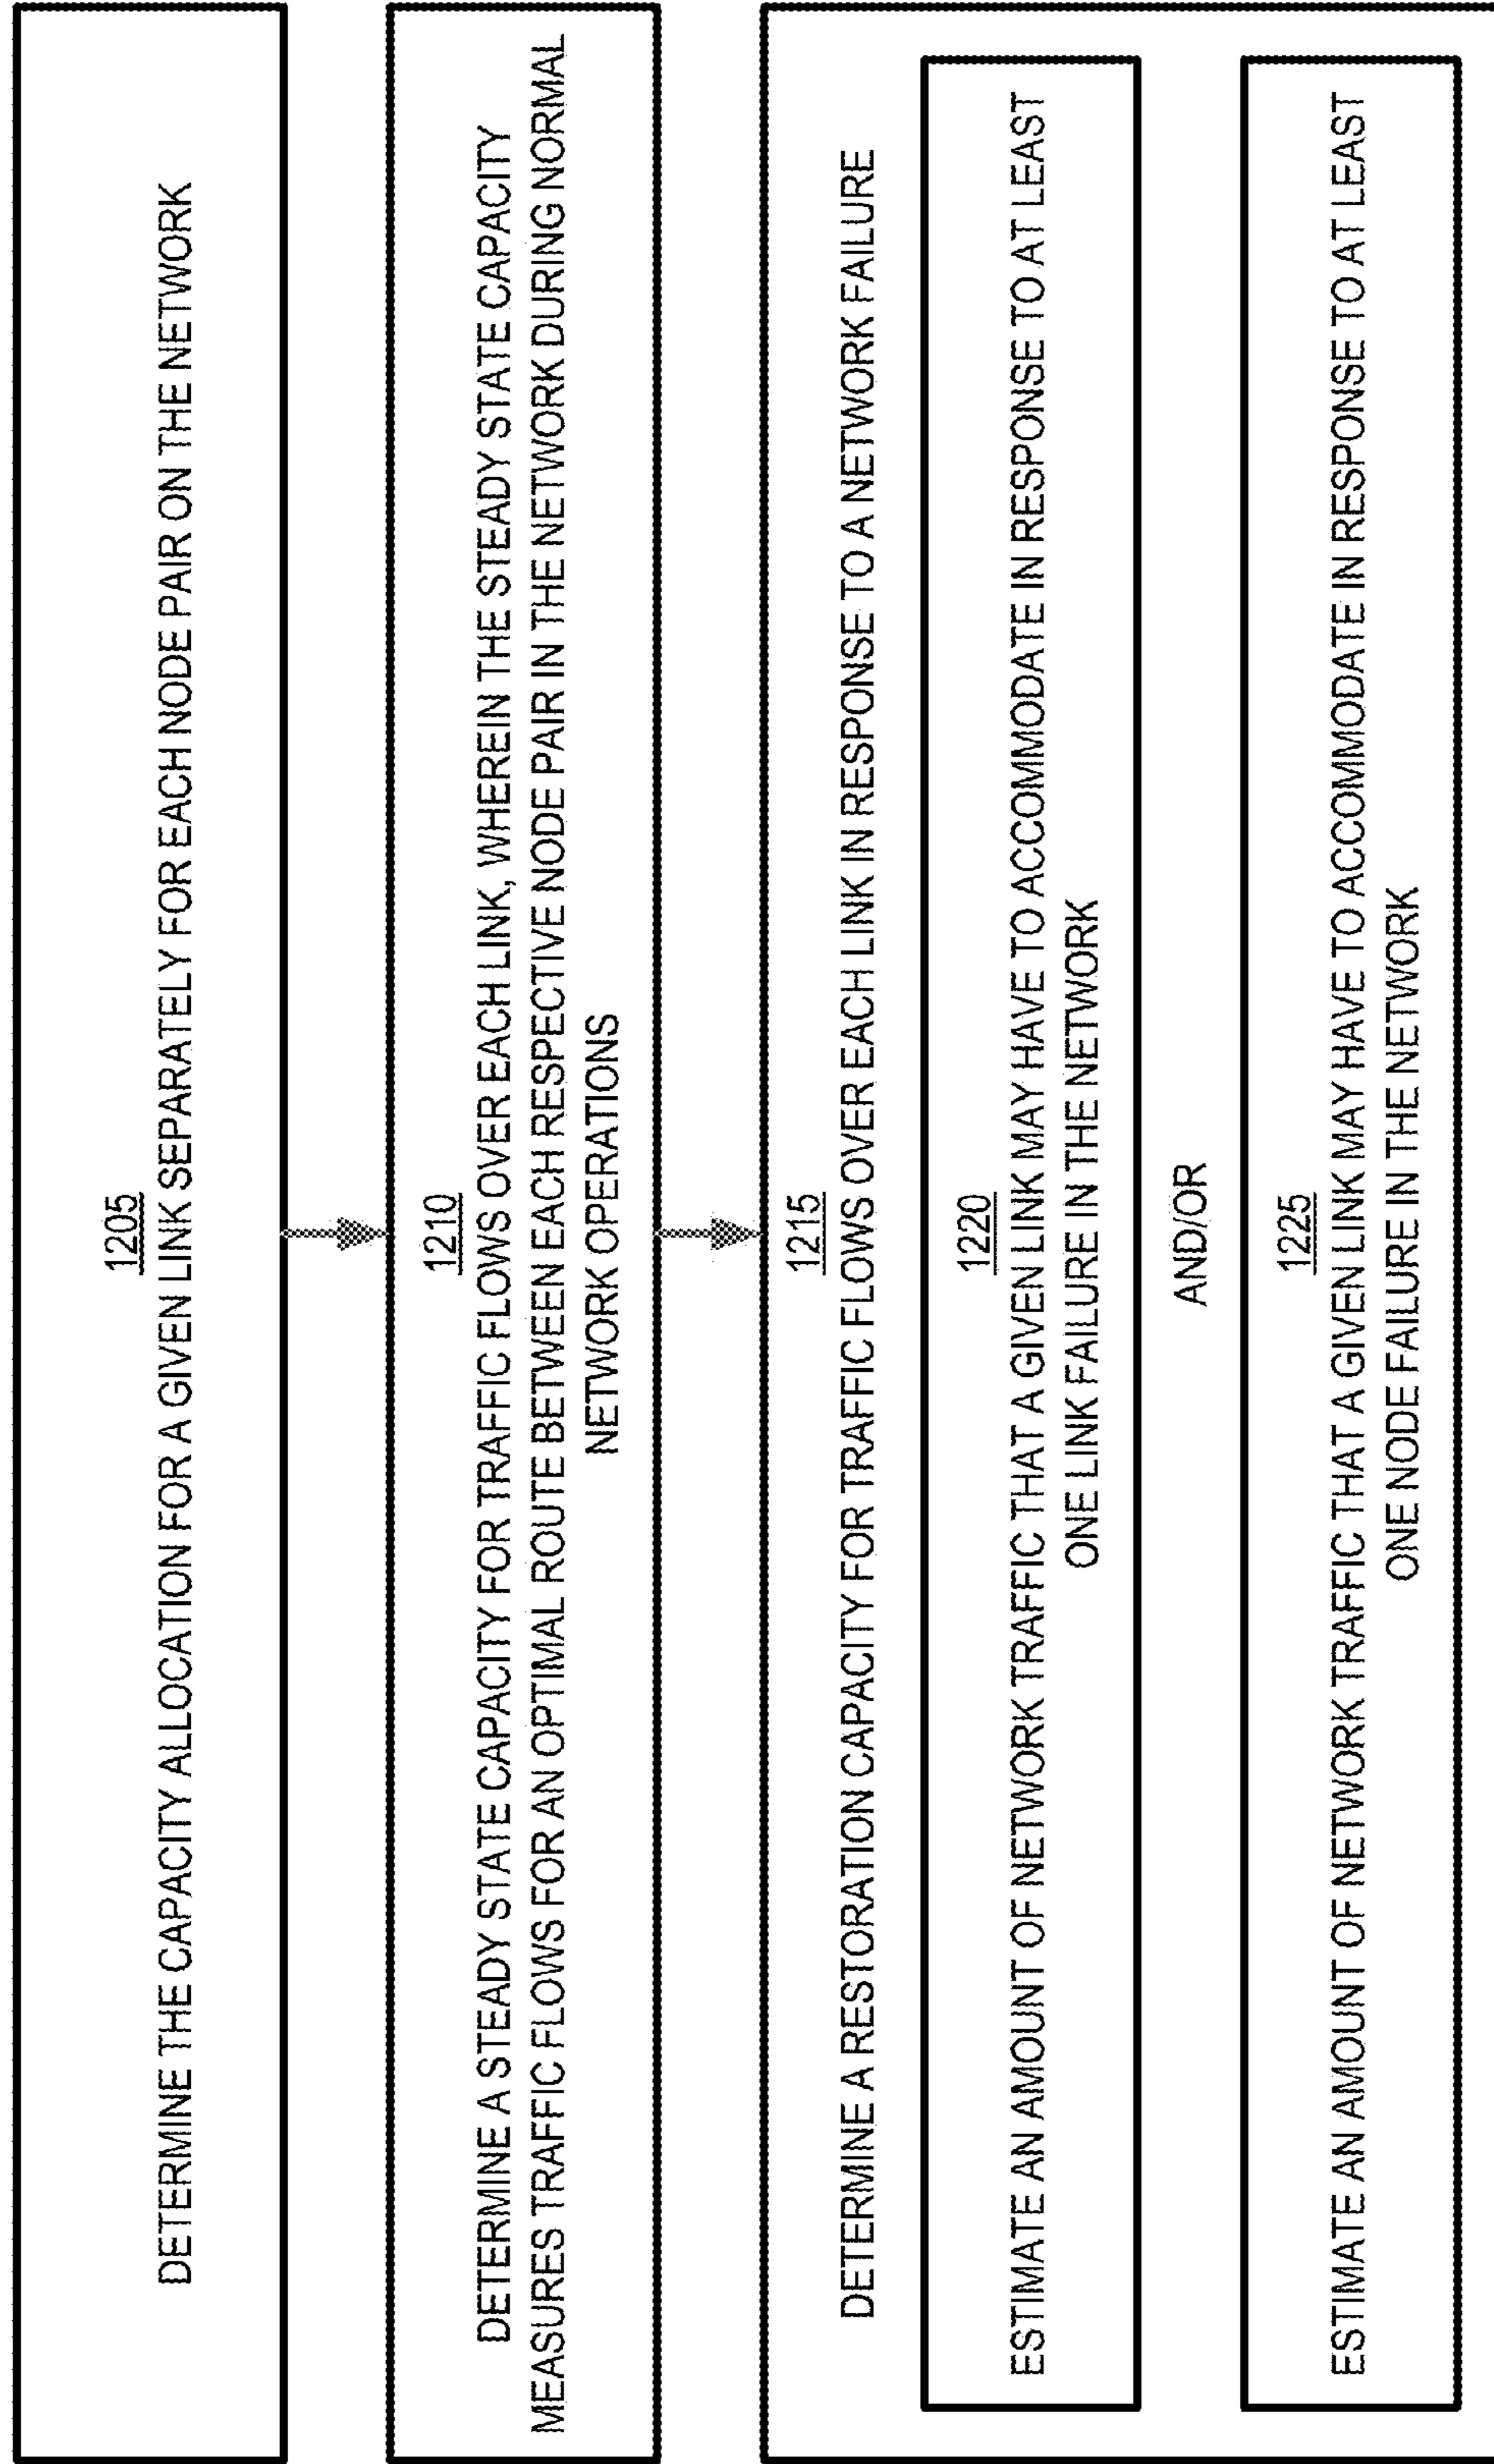 1205
DETERMINE THE CAPACITY ALLOCATION FOR A GIVEN LINK SEPARATELY FOR EACH NODE PAIR ON THE NETWORK
1210
DETERMINE A STEADY STATE CAPACITY FOR TRAFFIC FLOWS OVER EACH LINK, WHEREIN THE STEADY STATE CAPACITY
MEASURES TRAFFIC FLOWS FOR AN OPTIMAL ROUTE BETWEEN EACH RESPECTIVE NODE PAIR IN THE NETWORK DURING NORMAL
NETWORK OPERATIONS
1215
DETERMINE A RESTORATION CAPACITY FOR TRAFFIC FLOWS OVER EACH LINK IN RESPONSE TO A NETWORK FAILURE
1220
ESTIMATE AN AMOUNT OF NETWORK TRAFFIC THAT A GIVEN LINK MAY HAVE TO ACCOMMODATE IN RESPONSE TO AT LEAST
ONE LINK FAILURE IN THE NETWORK
AND/OR
1225
ESTIMATE AN AMOUNT OF NETWORK TRAFFIC THAT A GIVEN LINK MAY HAVE TO ACCOMMODATE IN RESPONSE TO AT LEAST
ONE NODE FAILURE IN THE NETWORK